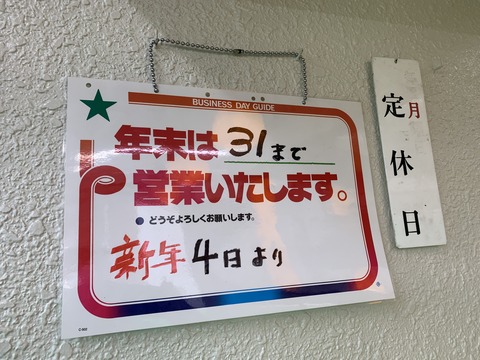 BUSINESS DAY GUIDE
年末は31まで
営業いたします。
●どうぞよろしくお願いします。
新年4日より
定休日
月